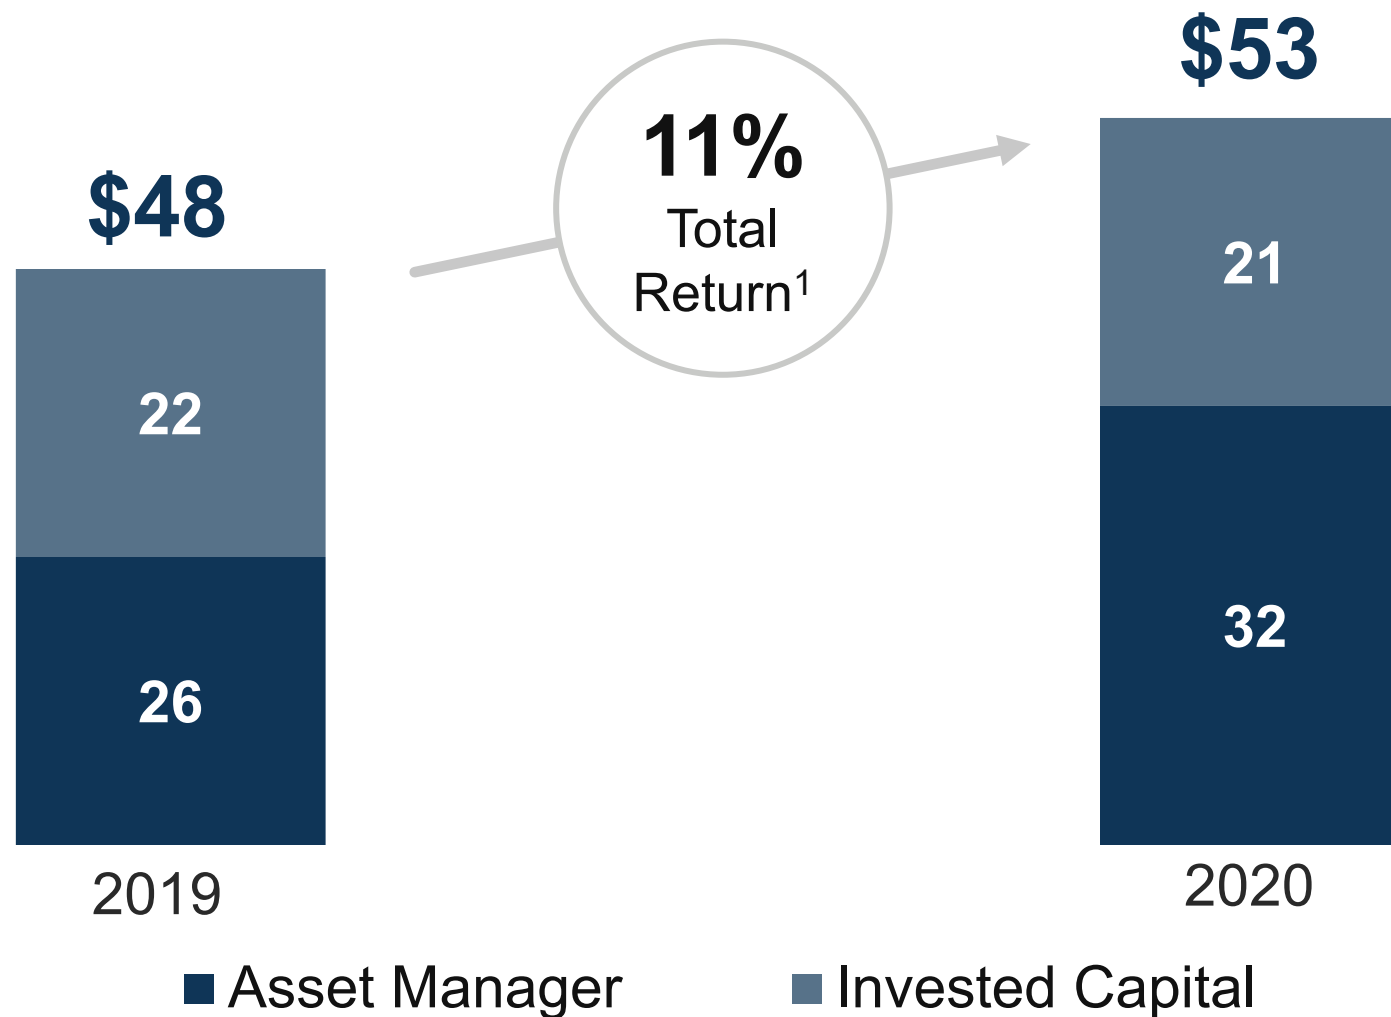 $53
11%
$48
Total
Return¹
21
22
32
26
2019
2020
Asset Manager
Invested Capital